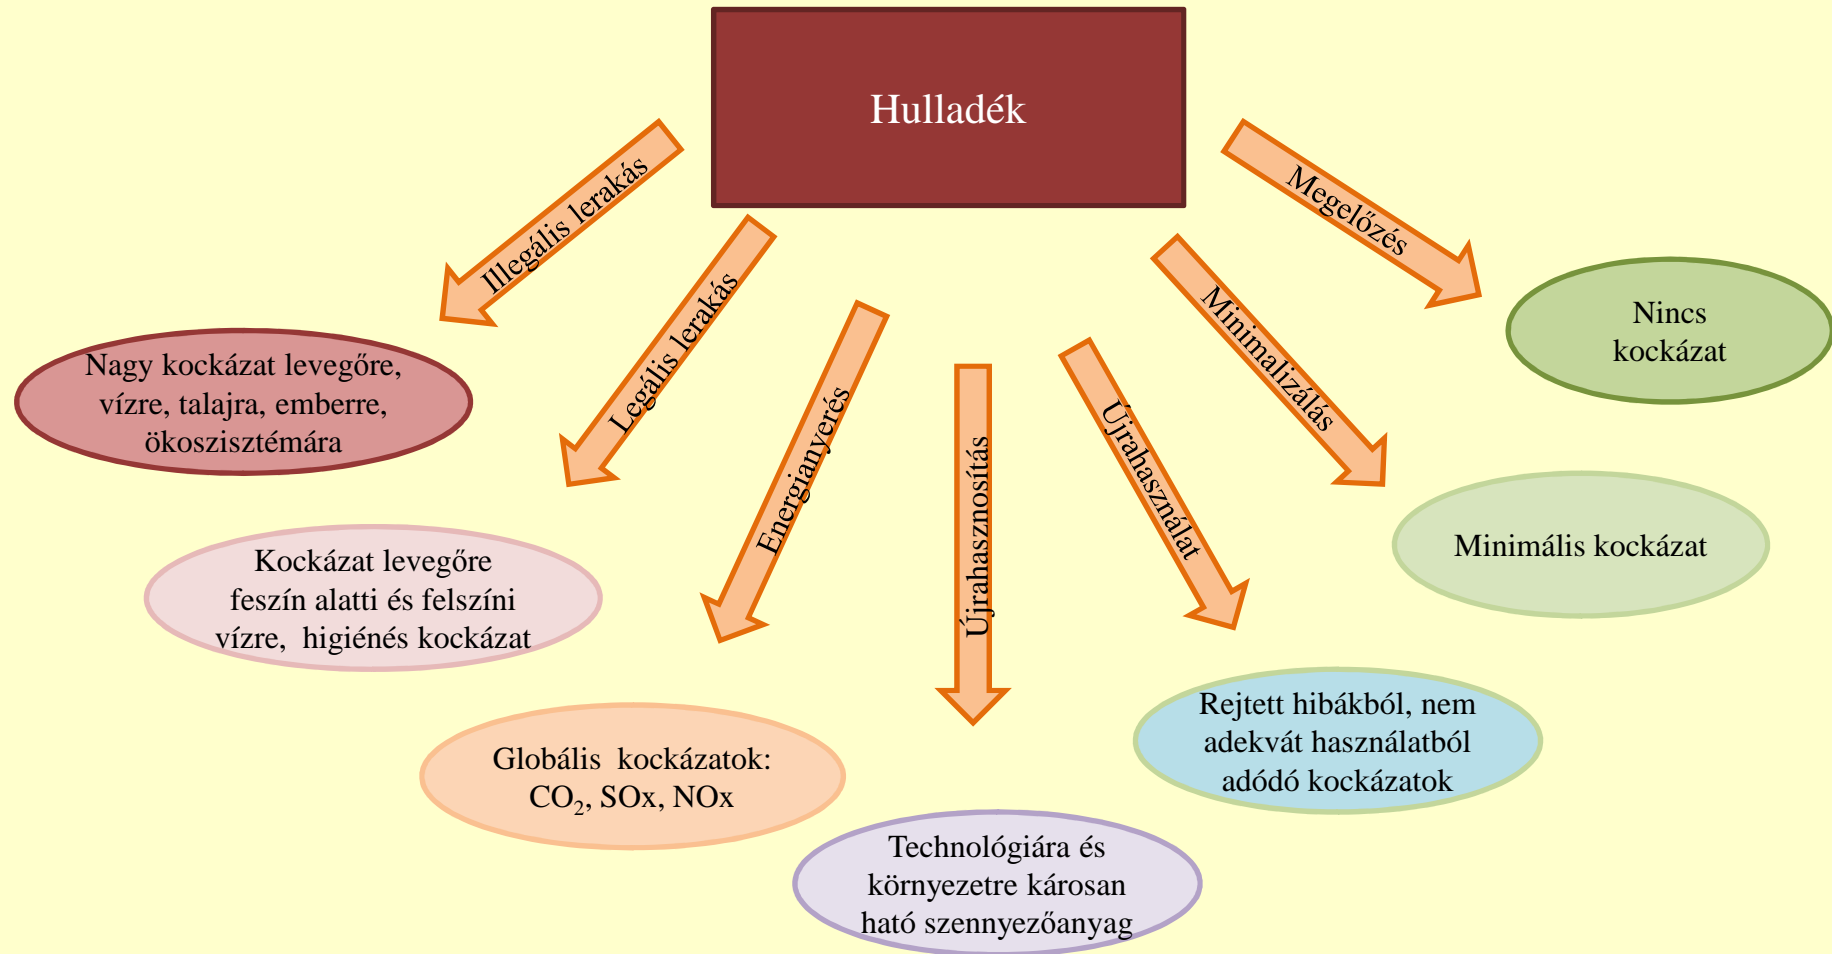 Hulladék
Illegális lerakás
Legális lerakás
Energianyerés
Újrahasznosítás
Újrahasználat
Minimalizálás
Megelőzés
Nagy kockázat levegőre,
vízre, talajra, emberre,
ökoszisztémára
Kockázat levegőre
feszín alatti és felszíni
vízre, higiénés kockázat
Globális kockázatok:
CO₂, SOx, NOx
Technológiára és
környezetre károsan
ható szennyezőanyag
Rejtett hibákból, nem
adekvát használatból
adódó kockázatok
Minimális kockázat
Nincs
kockázat